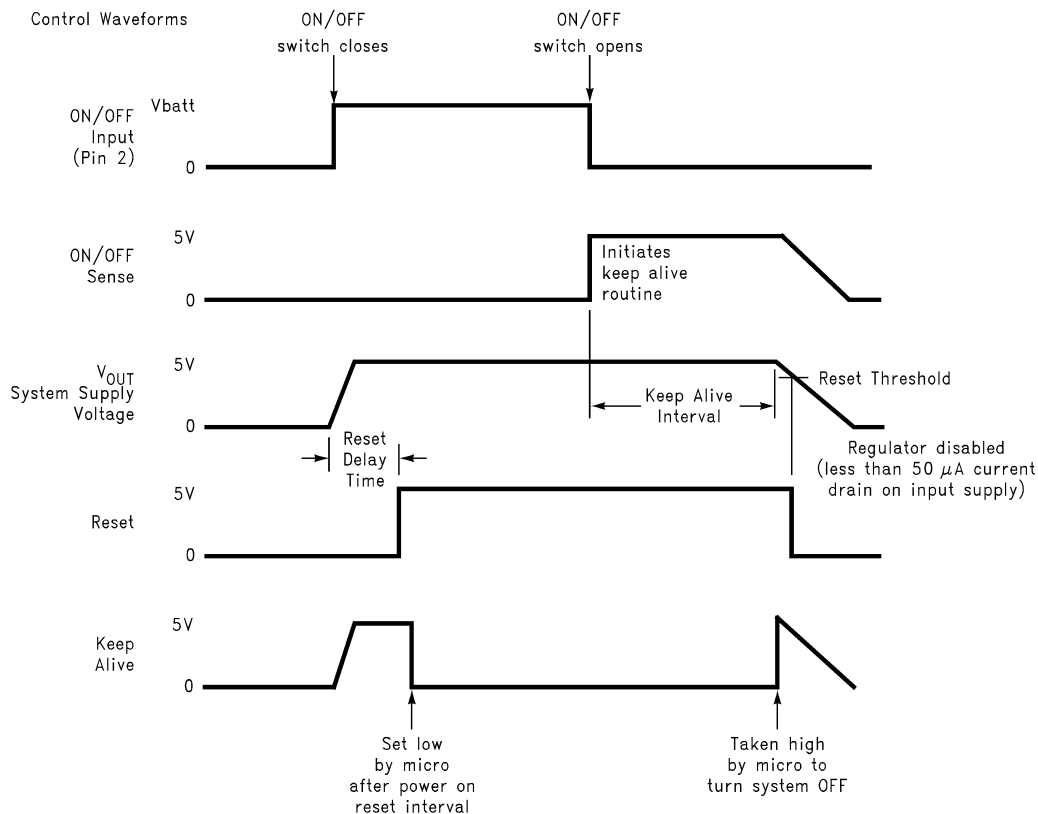 Control Waveforms
ON/OFF
switch closes
ON/OFF
switch opens
ON/OFF
Input
(Pin 2)
Vbatt
0
ON/OFF
Sense
5V
0
Initiates
keep alive
routine
VOUT
System Supply
Voltage
5V
0
Reset
Delay
Time
Keep Alive
Interval
Reset Threshold
Regulator disabled
(less than 50 μA current
drain on input supply)
Reset
5V
0
Keep
Alive
5V
0
Set low
by micro
after power on
reset interval
Taken high
by micro to
turn system OFF